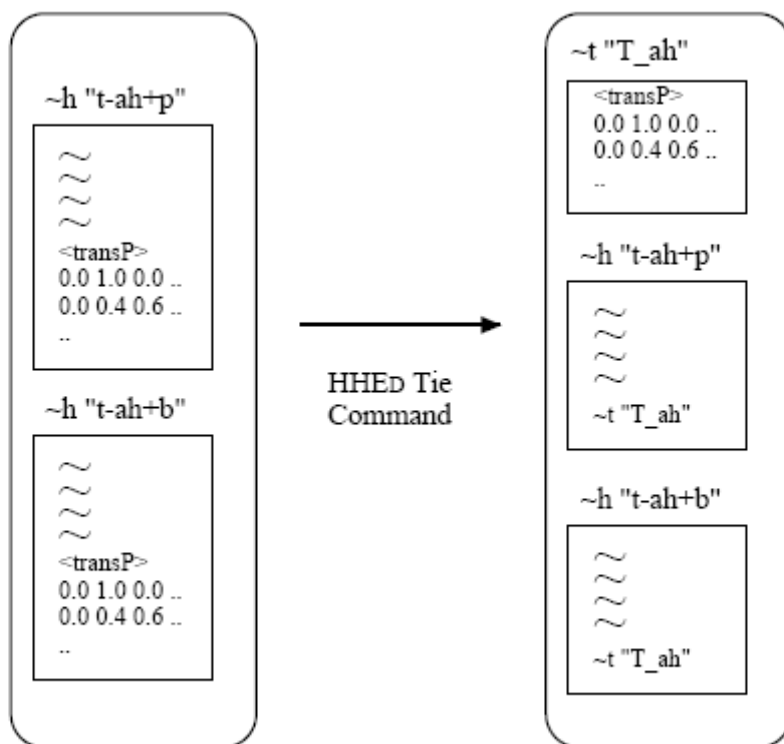 ~h "t-ah+p"
<transP>
0.0 1.0 0.0 ..
0.0 0.4 0.6 ..
..
~h "t-ah+b"
<transP>
0.0 1.0 0.0 ..
0.0 0.4 0.6 ..
..
HHED Tie
Command
~t "T_ah"
<transP>
0.0 1.0 0.0 ..
0.0 0.4 0.6 ..
..
~h "t-ah+p"
~t "T_ah"
~h "t-ah+b"
~t "T_ah"